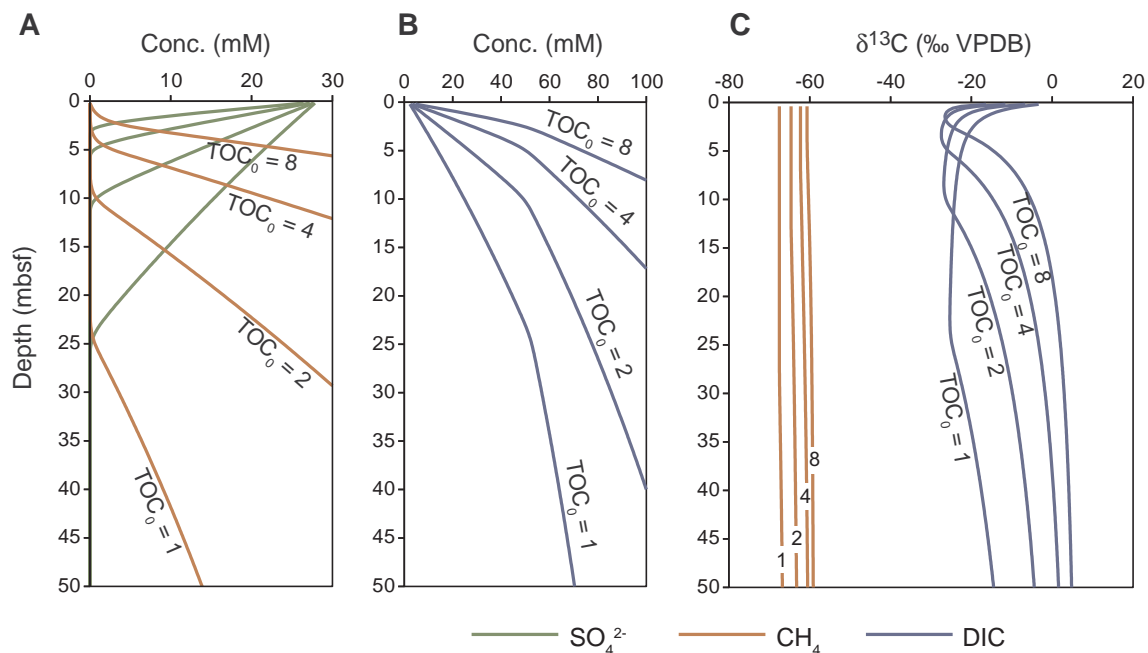 A
Conc. (mM)
0 10 20 30
0
5
10
15
20
25
30
35
40
45
50
Depth (mbsf)
TOC₀ = 8
TOC₀ = 4
TOC₀ = 2
TOC₀ = 1
B
Conc. (mM)
0 20 40 60 80 100
0
5
10
15
20
25
30
35
40
45
50
TOC₀ = 8
TOC₀ = 4
TOC₀ = 2
TOC₀ = 1
C
δ¹³C (‰ VPDB)
-80 -60 -40 -20 0 20
0
5
10
15
20
25
30
35
40
45
50
TOC₀ = 8
TOC₀ = 4
TOC₀ = 2
TOC₀ = 1
8
4
2
1
SO₄²⁻ CH₄ DIC